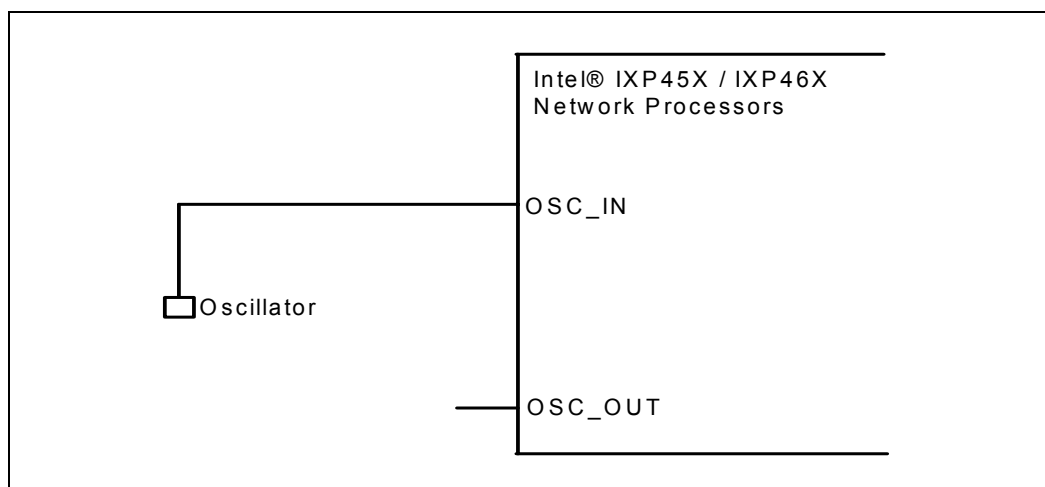 Intel® IXP45X / IXP46X
Network Processors
OSC_IN
Oscillator
OSC_OUT